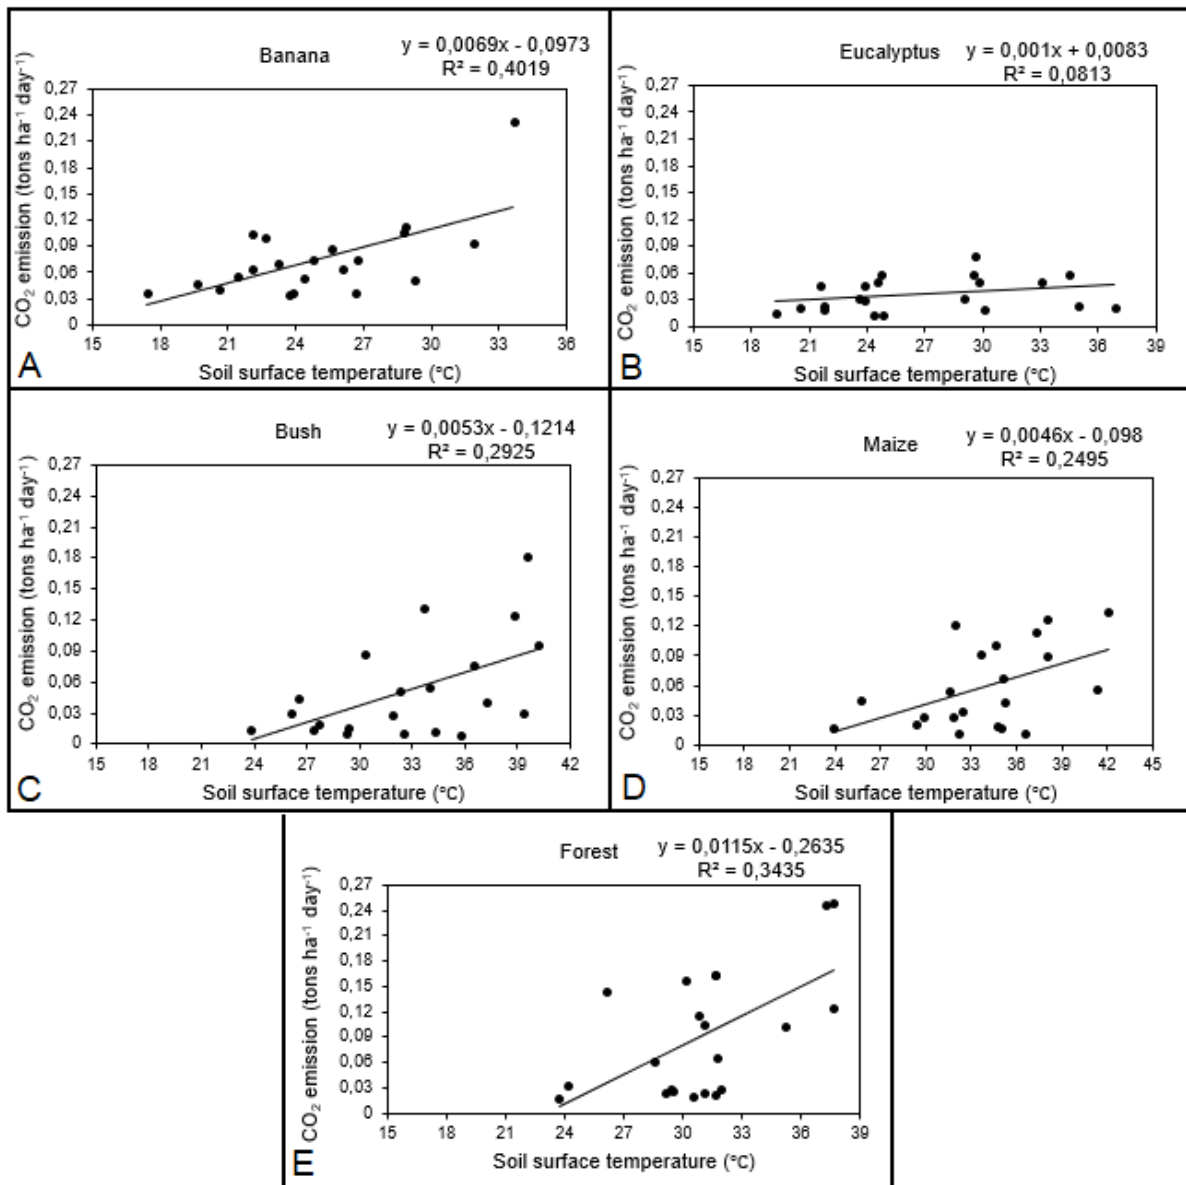 Banana
y = 0,0069x - 0,0973
R² = 0,4019
CO₂ emission (tons ha⁻¹ day⁻¹)
0,27
0,24
0,21
0,18
0,15
0,12
0,09
0,06
0,03
0
15 18 21 24 27 30 33 36
Soil surface temperature (°C)
A
Eucalyptus
y = 0,001x + 0,0083
R² = 0,0813
CO₂ emission (tons ha⁻¹ day⁻¹)
0,27
0,24
0,21
0,18
0,15
0,12
0,09
0,06
0,03
0
15 18 21 24 27 30 33 36 39
Soil surface temperature (°C)
B
Bush
y = 0,0053x - 0,1214
R² = 0,2925
CO₂ emission (tons ha⁻¹ day⁻¹)
0,27
0,24
0,21
0,18
0,15
0,12
0,09
0,06
0,03
0
15 18 21 24 27 30 33 36 39 42
Soil surface temperature (°C)
C
Maize
y = 0,0046x - 0,098
R² = 0,2495
CO₂ emission (tons ha⁻¹ day⁻¹)
0,27
0,24
0,21
0,18
0,15
0,12
0,09
0,06
0,03
0
15 18 21 24 27 30 33 36 39 42 45
Soil surface temperature (°C)
D
Forest
y = 0,0115x - 0,2635
R² = 0,3435
CO₂ emission (tons ha⁻¹ day⁻¹)
0,27
0,24
0,21
0,18
0,15
0,12
0,09
0,06
0,03
0
15 18 21 24 27 30 33 36 39
Soil surface temperature (°C)
E